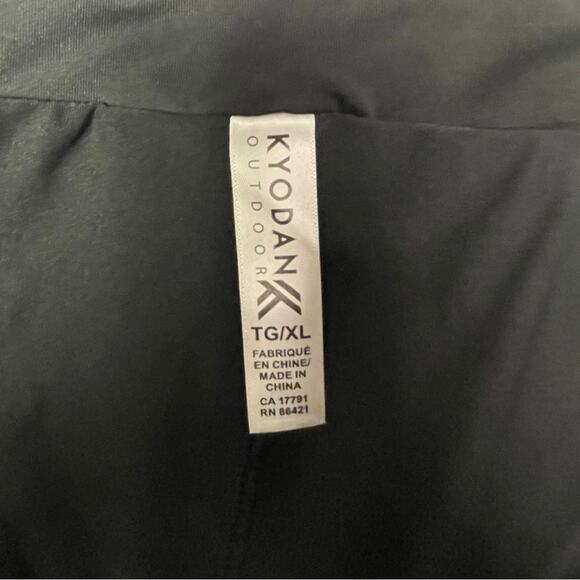 KYODAN
OUTDOOR
TG/XL
FABRIQUÉ
EN CHINE/
MADE IN
CHINA
CA 17791
RN 86421